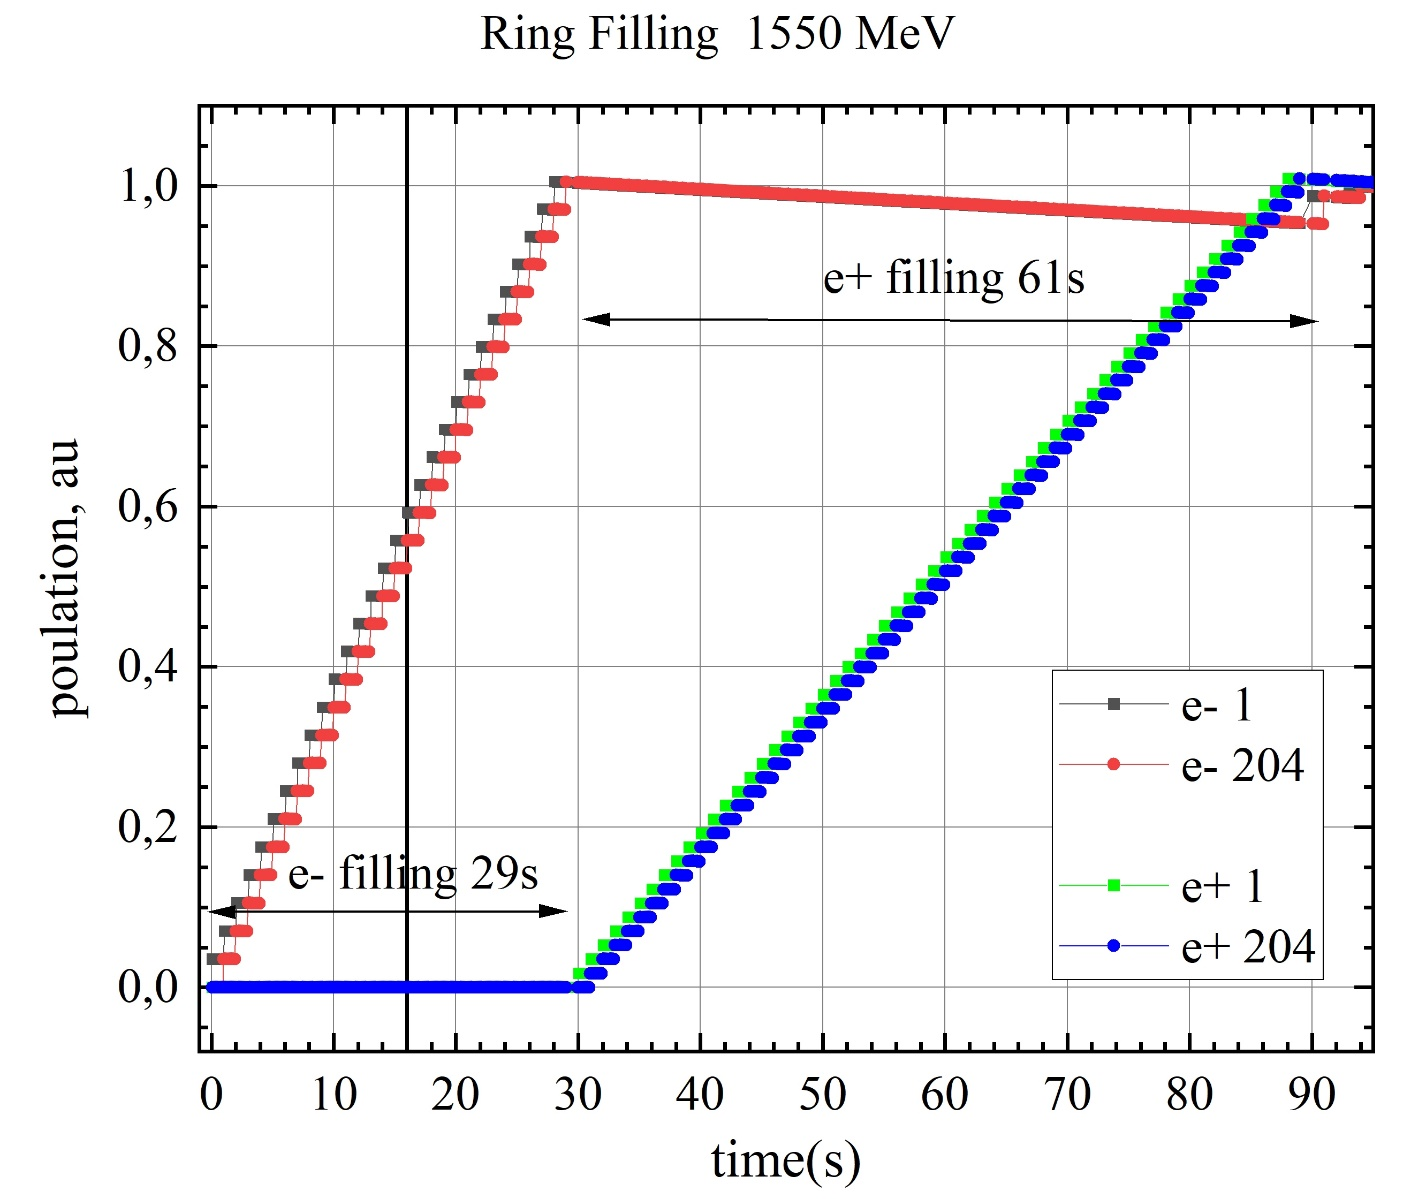 Ring Filling  1550 MeV
poulation, au
1,0
0,8
0,6
0,4
0,2
0,0
e+ filling 61s
e- filling 29s
e- 1
e- 204
e+ 1
e+ 204
0 10 20 30 40 50 60 70 80 90
time(s)